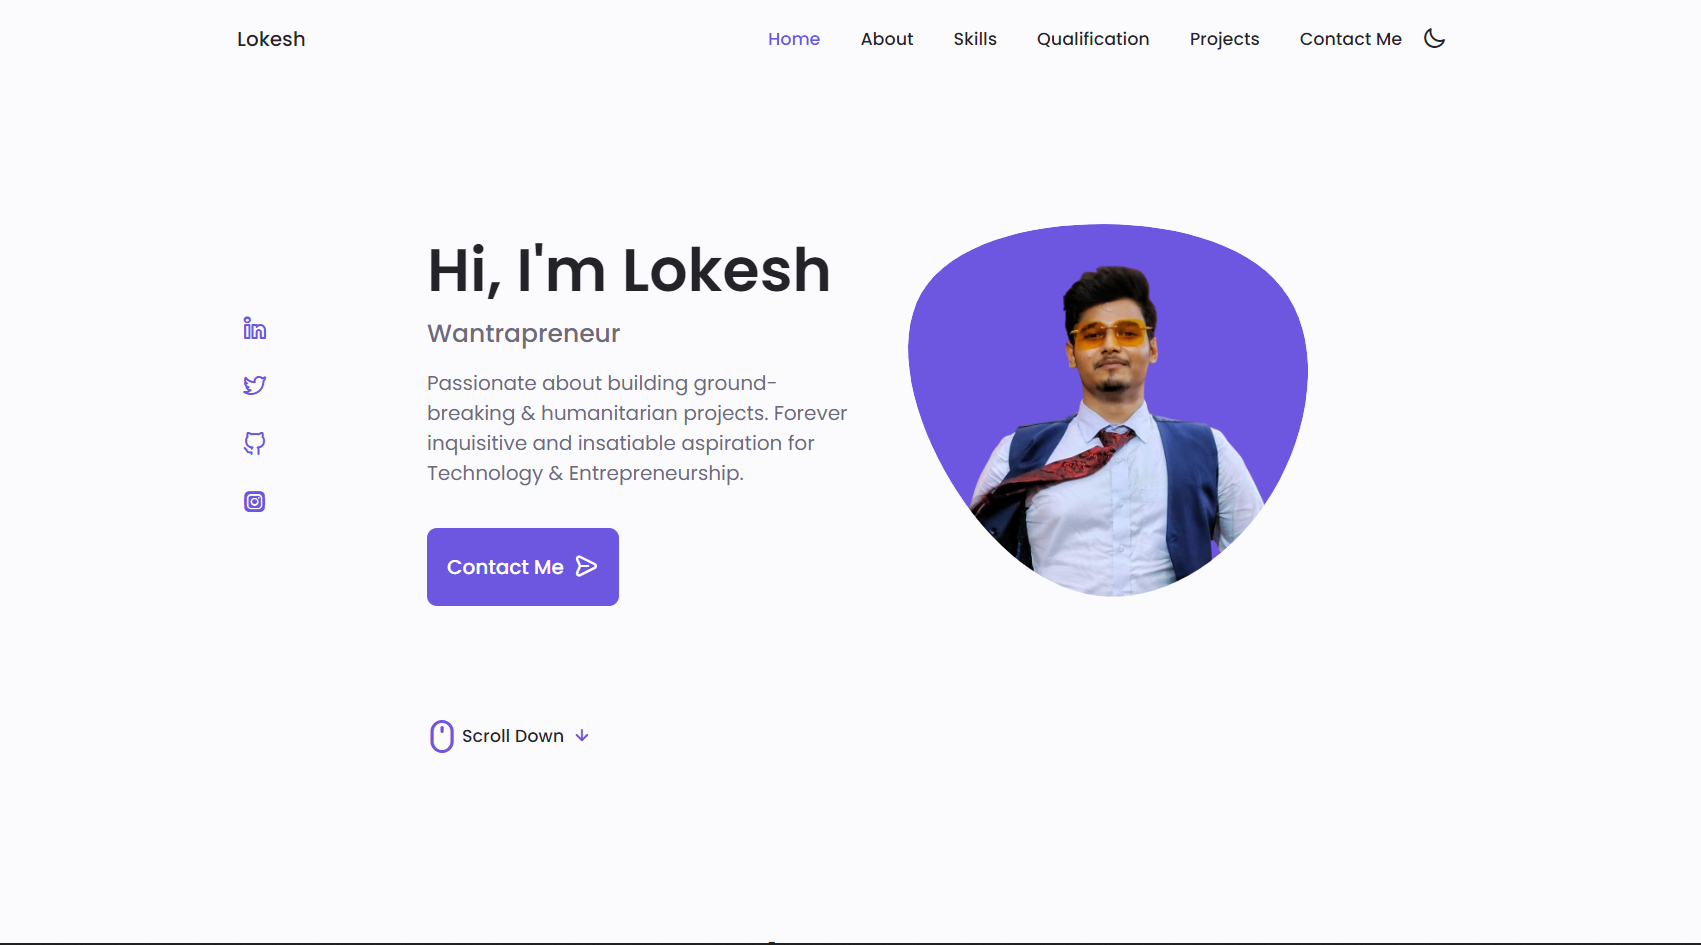 Lokesh
Home
About
Skills
Qualification
Projects
Contact Me
Hi, I'm Lokesh
Wantrapreneur
Passionate about building ground-
breaking & humanitarian projects. Forever
inquisitive and insatiable aspiration for
Technology & Entrepreneurship.
Contact Me
Scroll Down